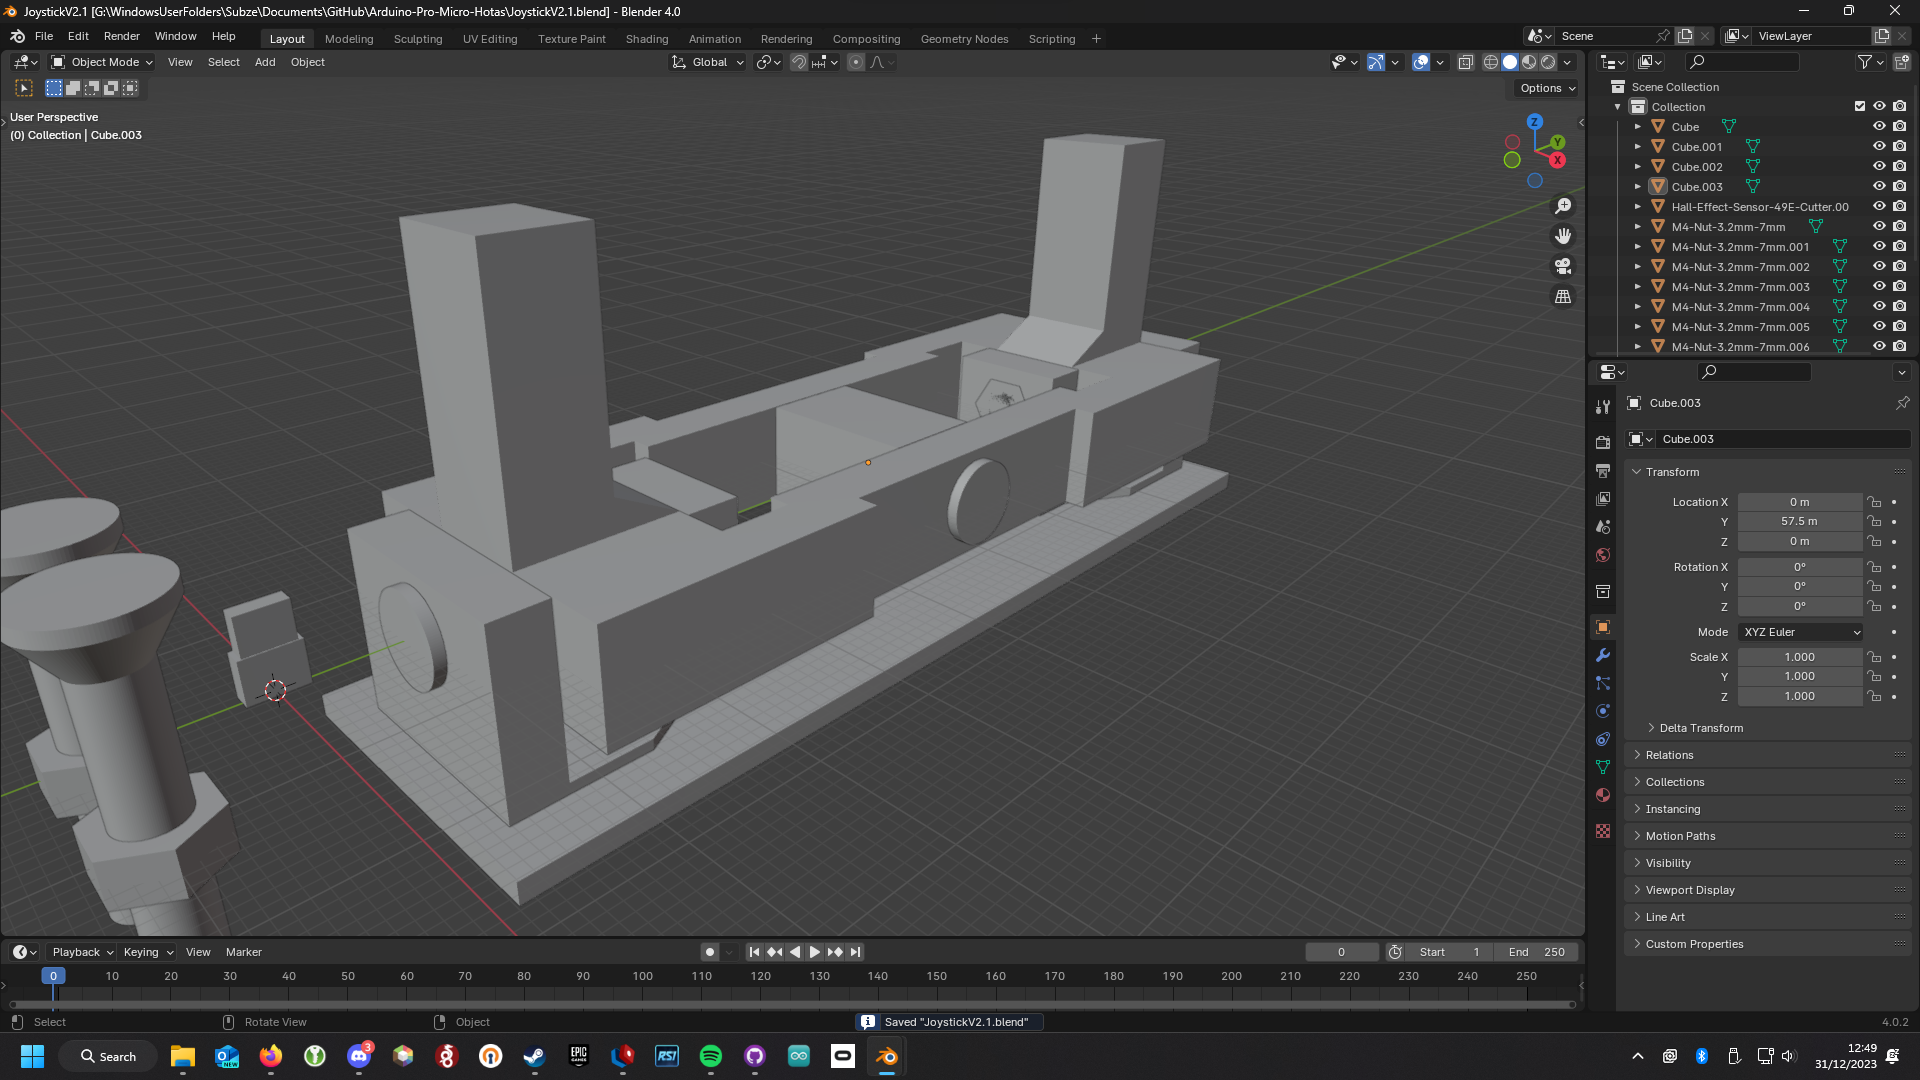 JoystickV2.1 [G:\WindowsUserFolders\Subze\Documents\GitHub\Arduino-Pro-Micro-Hotas\JoystickV2.1.blend] - Blender 4.0
File Edit Render Window Help Layout Modeling Sculpting UV Editing Texture Paint Shading Animation Rendering Compositing Geometry Nodes Scripting + Scene ViewLayer
Object Mode View Select Add Object Global
Options
User Perspective
(0) Collection | Cube.003
Z
Y
X
Scene Collection
Collection
Cube
Cube.001
Cube.002
Cube.003
Hall-Effect-Sensor-49E-Cutter.00
M4-Nut-3.2mm-7mm
M4-Nut-3.2mm-7mm.001
M4-Nut-3.2mm-7mm.002
M4-Nut-3.2mm-7mm.003
M4-Nut-3.2mm-7mm.004
M4-Nut-3.2mm-7mm.005
M4-Nut-3.2mm-7mm.006
Cube.003
Cube.003
Transform
Location X 0 m
Y 57.5 m
Z 0 m
Rotation X 0°
Y 0°
Z 0°
Mode XYZ Euler
Scale X 1.000
Y 1.000
Z 1.000
Delta Transform
Relations
Collections
Instancing
Motion Paths
Visibility
Viewport Display
Line Art
Custom Properties
Playback Keying View Marker 0 Start 1 End 250
0 10 20 30 40 50 60 70 80 90 100 110 120 130 140 150 160 170 180 190 200 210 220 230 240 250
Select Rotate View Object Saved "JoystickV2.1.blend" 4.0.2
Search
NEW
3
EPIC GAMES
RSI
12:49
31/12/2023